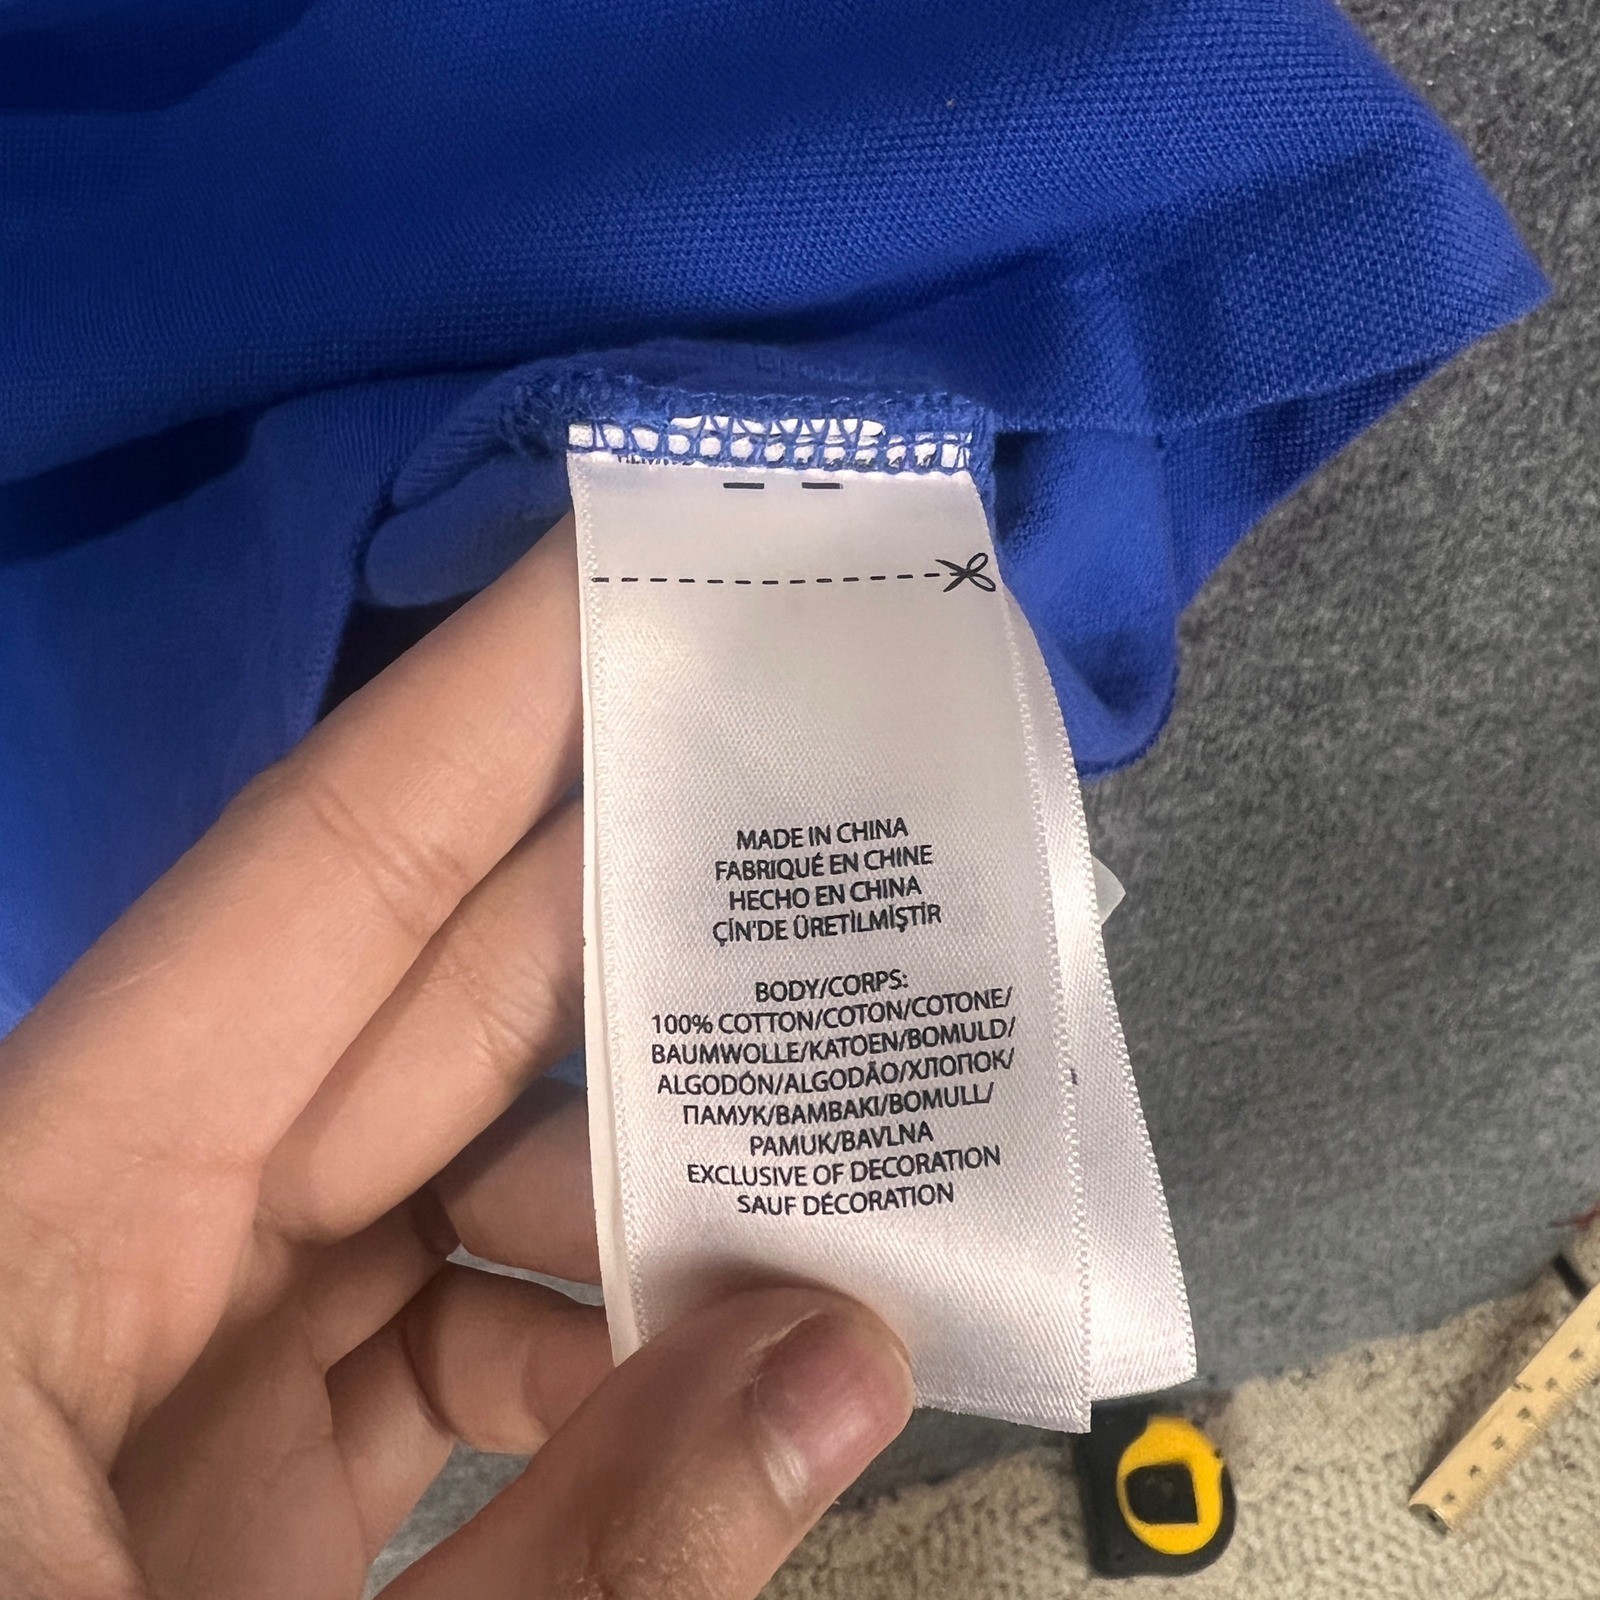 MADE IN CHINA
FABRIQUÉ EN CHINE
HECHO EN CHINA
ÇİN'DE ÜRETİLMİŞTİR
BODY/CORPS:
100% COTTON/COTON/COTONE/
BAUMWOLLE/KATOEN/BOMULD/
ALGODÓN/ALGODÃO/ХЛОПОК/
ПАМУК/BAMBAKI/BOMULL/
PAMUK/BAVLNA
EXCLUSIVE OF DECORATION
SAUF DÉCORATION